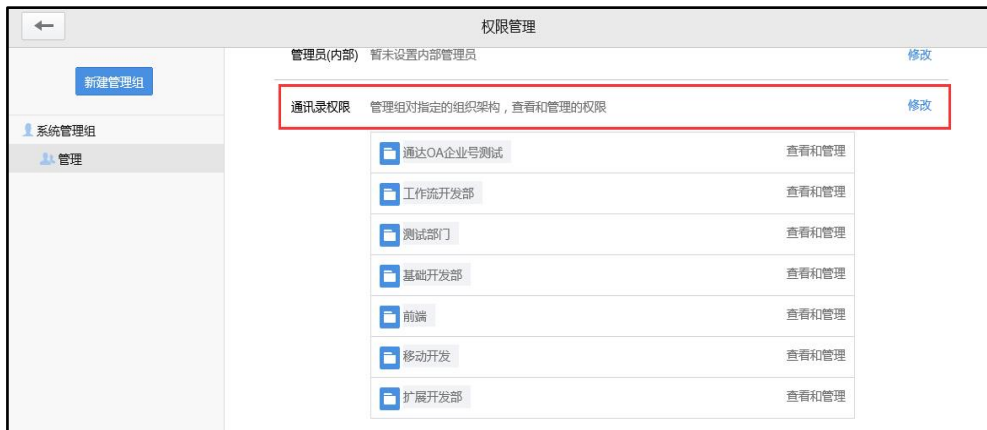 权限管理
新建管理组
系统管理组
管理
管理员(内部) 暂未设置内部管理员 修改
通讯录权限 管理组对指定的组织架构，查看和管理的权限 修改
通达OA企业号测试 查看和管理
工作流开发部 查看和管理
测试部门 查看和管理
基础开发部 查看和管理
前端 查看和管理
移动开发 查看和管理
扩展开发部 查看和管理